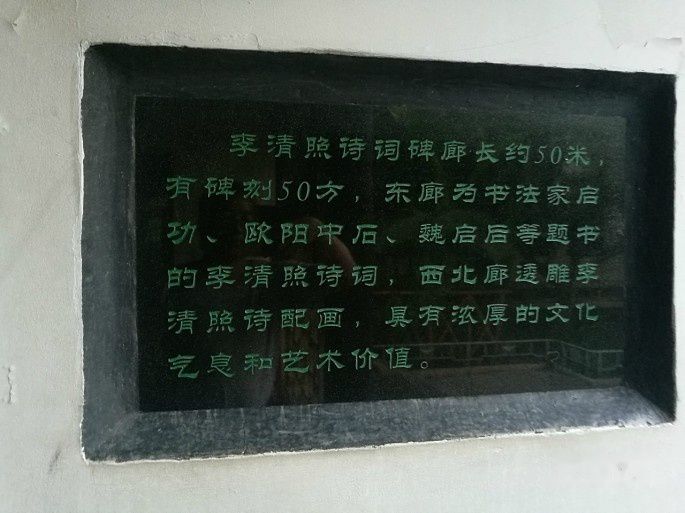 李清照诗词碑廊长约50米，
有碑刻50方，东廊为书法家启
功、欧阳中石、魏启后等题书
的李清照诗词，西北廊透雕李
清照诗配画，具有浓厚的文化
气息和艺术价值。